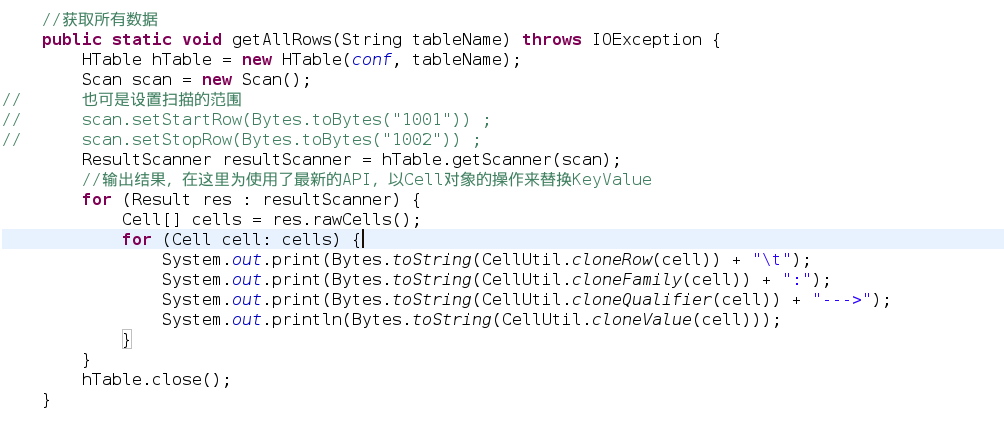 //获取所有数据
    public static void getAllRows(String tableName) throws IOException {
        HTable hTable = new HTable(conf, tableName);
        Scan scan = new Scan();
//      也可是设置扫描的范围
//      scan.setStartRow(Bytes.toBytes("1001")) ;
//      scan.setStopRow(Bytes.toBytes("1002")) ;
        ResultScanner resultScanner = hTable.getScanner(scan);
        //输出结果，在这里为使用了最新的API，以Cell对象的操作来替换KeyValue
        for (Result res : resultScanner) {
            Cell[] cells = res.rawCells();
            for (Cell cell: cells) {
                System.out.print(Bytes.toString(CellUtil.cloneRow(cell)) + "\t");
                System.out.print(Bytes.toString(CellUtil.cloneFamily(cell)) + ":");
                System.out.print(Bytes.toString(CellUtil.cloneQualifier(cell)) + "--->");
                System.out.println(Bytes.toString(CellUtil.cloneValue(cell)));
            }
        }
        hTable.close();
    }